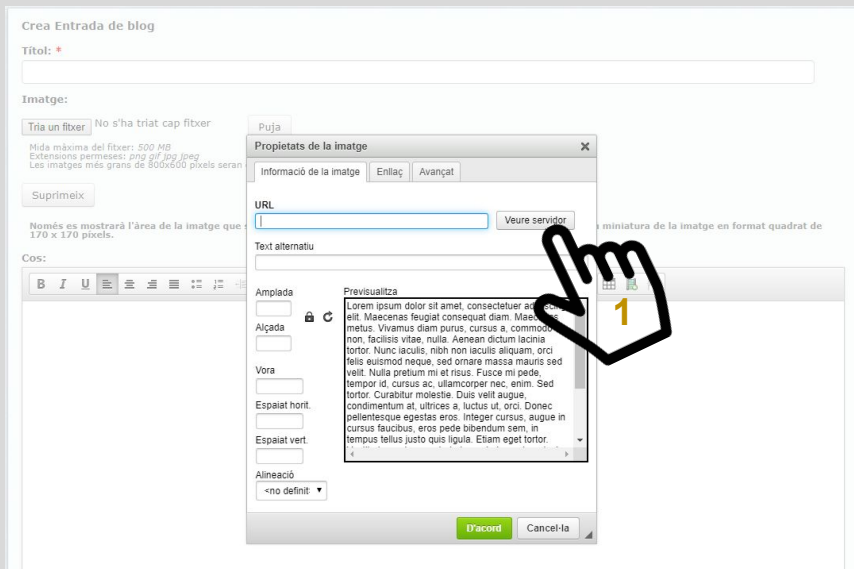 Crea Entrada de blog
Títol: *
Imatge:
Tria un fitxer No s'ha triat cap fitxer Puja
Mida màxima del fitxer: 500 MB
Extensions permeses: png gif jpg jpeg
Les imatges més grans de 800x600 píxels seran
Suprimeix
Només es mostrarà l'àrea de la imatge que
miniatura de la imatge en format quadrat de
170 x 170 píxels.
Cos:
B I U
Propietats de la imatge
Informació de la imatge Enllaç Avançat
URL
Veure servidor
Text alternatiu
Amplada
Alçada
Vora
Espaiat horit.
Espaiat vert.
Alineació
<no definit
Previsualitza
Lorem ipsum dolor sit amet, consectetuer
elit. Maecenas feugiat consequat diam.
metus. Vivamus diam purus, cursus a, commodo
non, facilisis vitae, nulla. Aenean dictum lacinia
tortor. Nunc iaculis, nibh non iaculis aliquam, orci
felis euismod neque, sed ornare massa mauris sed
velit. Nulla pretium mi et risus. Fusce mi pede,
tempor id, cursus ac, ullamcorper nec, enim. Sed
tortor. Curabitur molestie. Duis velit augue,
condimentum at, ultrices a, luctus ut, orci. Donec
pellentesque egestas eros. Integer cursus, augue in
cursus faucibus, eros pede bibendum sem, in
tempus tellus justo quis ligula. Etiam eget tortor.
1
D'acord Cancel·la